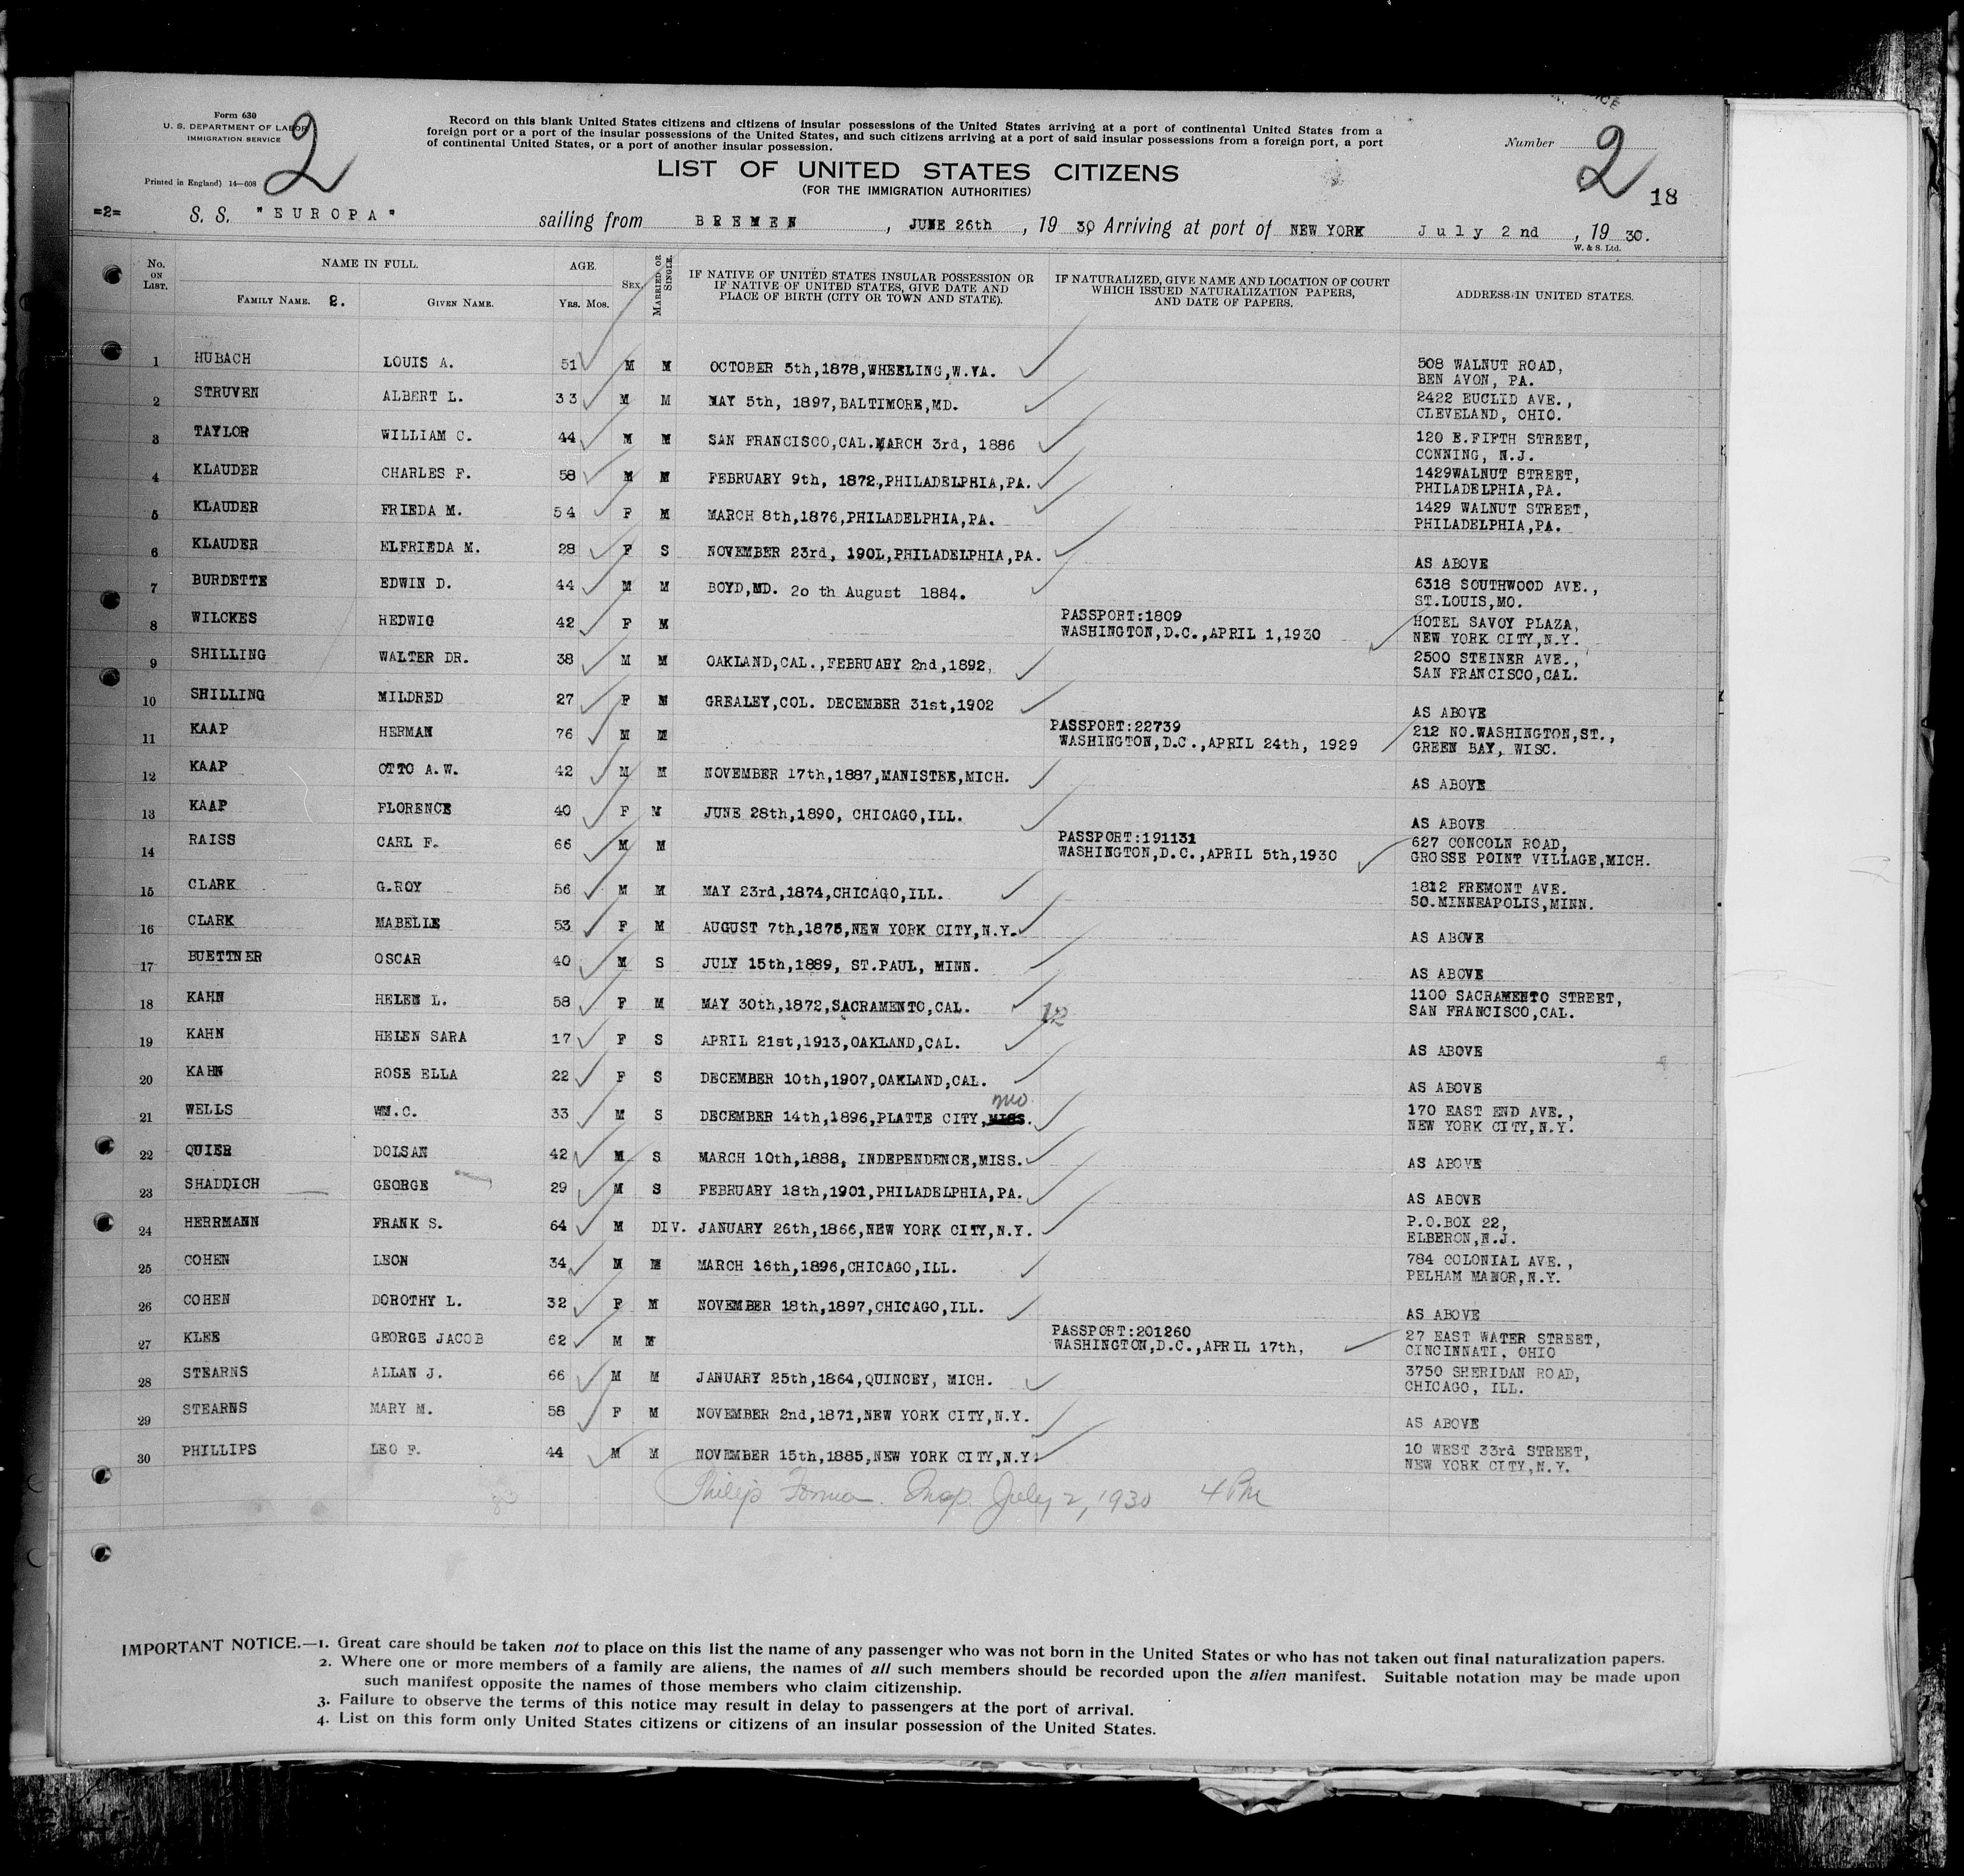 Form 630
U. S. DEPARTMENT OF LABOR
IMMIGRATION SERVICE
Printed in England) 14—608
2
Record on this blank United States citizens and citizens of insular possessions of the United States arriving at a port of continental United States from a
foreign port or a port of the insular possessions of the United States, and such citizens arriving at a port of said insular possessions from a foreign port, a port
of continental United States, or a port of another insular possession.
Number 2
18
LIST OF UNITED STATES CITIZENS
(FOR THE IMMIGRATION AUTHORITIES)
=2= S. S. "EUROPA" sailing from BREMEN, JUNE 26th, 19 30 Arriving at port of NEW YORK July 2nd, 19 30.
W. & S. Ltd.
No. ON LIST. NAME IN FULL. FAMILY NAME. 2. GIVEN NAME. AGE. YRS. MOS. SEX. MARRIED OR SINGLE. IF NATIVE OF UNITED STATES INSULAR POSSESSION OR IF NATIVE OF UNITED STATES, GIVE DATE AND PLACE OF BIRTH (CITY OR TOWN AND STATE). IF NATURALIZED, GIVE NAME AND LOCATION OF COURT WHICH ISSUED NATURALIZATION PAPERS, AND DATE OF PAPERS. ADDRESS IN UNITED STATES.
1 HUBACH LOUIS A. 51 M M OCTOBER 5th,1878,WHEELING,W.VA. 508 WALNUT ROAD,
BEN AVON, PA.
2 STRUVEN ALBERT L. 33 M M MAY 5th, 1897,BALTIMORE,MD. 2422 EUCLID AVE.,
CLEVELAND, OHIO.
3 TAYLOR WILLIAM C. 44 M M SAN FRANCISCO,CAL.MARCH 3rd, 1886 120 E.FIFTH STREET,
CONNING, N.J.
4 KLAUDER CHARLES F. 58 M M FEBRUARY 9th, 1872,PHILADELPHIA,PA. 1429WALNUT STREET,
PHILADELPHIA,PA.
5 KLAUDER FRIEDA M. 54 F M MARCH 8th,1876,PHILADELPHIA,PA. 1429 WALNUT STREET,
PHILADELPHIA,PA.
6 KLAUDER ELFRIEDA M. 28 F S NOVEMBER 23rd, 190L,PHILADELPHIA,PA. AS ABOVE
7 BURDETTE EDWIN D. 44 M M BOYD,MD. 2o th August 1884. 6318 SOUTHWOOD AVE.,
ST.LOUIS,MO.
8 WILCKES HEDWIG 42 F M PASSPORT:1809
WASHINGTON,D.C.,APRIL 1,1930 HOTEL SAVOY PLAZA,
NEW YORK CITY,N.Y.
9 SHILLING WALTER DR. 38 M M OAKLAND,CAL.,FEBRUARY 2nd,1892, 2500 STEINER AVE.,
SAN FRANCISCO,CAL.
10 SHILLING MILDRED 27 F M GREALEY,COL. DECEMBER 31st,1902 AS ABOVE
11 KAAP HERMAN 76 M M PASSPORT:22739
WASHINGTON,D.C.,APRIL 24th, 1929 212 NO.WASHINGTON,ST.,
GREEN BAY, WISC.
12 KAAP OTTO A.W. 42 M M NOVEMBER 17th,1887,MANISTEE,MICH. AS ABOVE
13 KAAP FLORENCE 40 F M JUNE 28th,1890, CHICAGO,ILL. AS ABOVE
14 RAISS CARL F. 66 M M PASSPORT:191131
WASHINGTON,D.C.,APRIL 5th,1930 627 CONCOLN ROAD,
GROSSE POINT VILLAGE,MICH.
15 CLARK G.ROY 56 M M MAY 23rd,1874,CHICAGO,ILL. 1812 FREMONT AVE.
SO.MINNEAPOLIS,MINN.
16 CLARK MABELLE 53 F M AUGUST 7th,1876,NEW YORK CITY,N.Y. AS ABOVE
17 BUETTNER OSCAR 40 M S JULY 15th,1889, ST.PAUL, MINN. AS ABOVE
18 KAHN HELEN L. 58 F M MAY 30th,1872,SACRAMENTO,CAL. 1100 SACRAMENTO STREET,
SAN FRANCISCO,CAL.
12
19 KAHN HELEN SARA 17 F S APRIL 21st,1913,OAKLAND,CAL. AS ABOVE
20 KAHN ROSE ELLA 22 F S DECEMBER 10th,1907,OAKLAND,CAL. AS ABOVE
mo.
21 WELLS WM.C. 33 M S DECEMBER 14th,1896,PLATTE CITY,MISS. 170 EAST END AVE.,
NEW YORK CITY,N.Y.
22 QUIER DOLSAN 42 M S MARCH 10th,1888, INDEPENDENCE,MISS. AS ABOVE
23 SHADDICH GEORGE 29 M S FEBRUARY 18th,1901,PHILADELPHIA,PA. AS ABOVE
24 HERRMANN FRANK S. 64 M DIV. JANUARY 26th,1866,NEW YORK CITY,N.Y. P.O.BOX 22,
ELBERON,N.J.
25 COHEN LEON 34 M M MARCH 16th,1896,CHICAGO,ILL. 784 COLONIAL AVE.,
PELHAM MANOR,N.Y.
26 COHEN DOROTHY L. 32 F M NOVEMBER 18th,1897,CHICAGO,ILL. AS ABOVE
27 KLEE GEORGE JACOB 62 M M PASSPORT:201260
WASHINGTON,D.C.,APRIL 17th, 27 EAST WATER STREET,
CINCINNATI, OHIO
28 STEARNS ALLAN J. 66 M M JANUARY 25th,1864,QUINCEY, MICH. 3750 SHERIDAN ROAD,
CHICAGO, ILL.
29 STEARNS MARY M. 58 F M NOVEMBER 2nd,1871,NEW YORK CITY,N.Y. AS ABOVE
30 PHILLIPS LEO F. 44 M M NOVEMBER 15th,1885,NEW YORK CITY,N.Y. 10 WEST 33rd STREET,
NEW YORK CITY,N.Y.
Philip Insp. July 2, 1930 4 PM
IMPORTANT NOTICE.—1. Great care should be taken not to place on this list the name of any passenger who was not born in the United States or who has not taken out final naturalization papers.
2. Where one or more members of a family are aliens, the names of all such members should be recorded upon the alien manifest. Suitable notation may be made upon
such manifest opposite the names of those members who claim citizenship.
3. Failure to observe the terms of this notice may result in delay to passengers at the port of arrival.
4. List on this form only United States citizens or citizens of an insular possession of the United States.